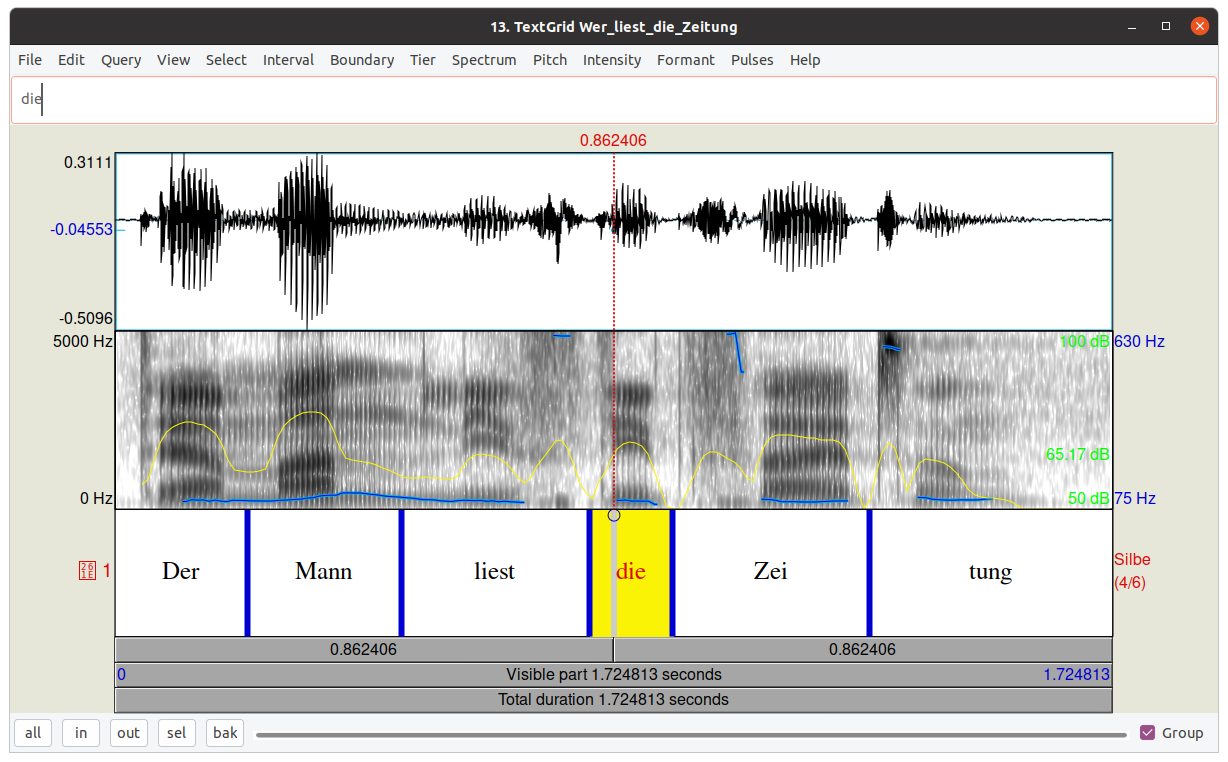 13. TextGrid Wer_liest_die_Zeitung
File Edit Query View Select Interval Boundary Tier Spectrum Pitch Intensity Formant Pulses Help
die
0.862406
0.3111
-0.04553
-0.5096
5000 Hz 100 dB 630 Hz
65.17 dB
0 Hz 50 dB 75 Hz
1 Der Mann liest die Zei tung Silbe
(4/6)
0.862406 0.862406
0 Visible part 1.724813 seconds 1.724813
Total duration 1.724813 seconds
all in out sel bak Group